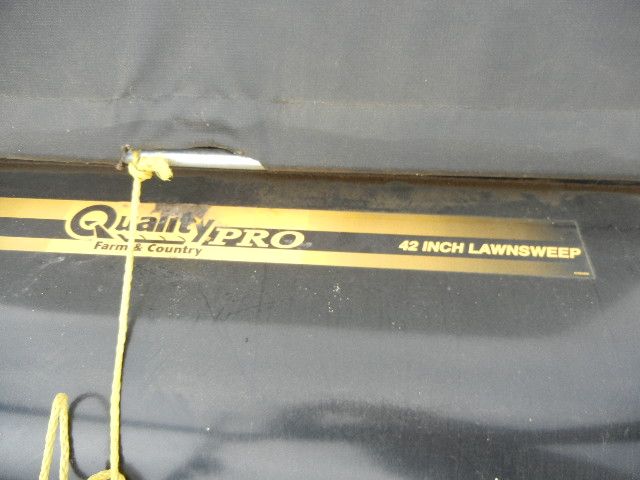 Quality PRO
Farm & Country
42 INCH LAWNSWEEP